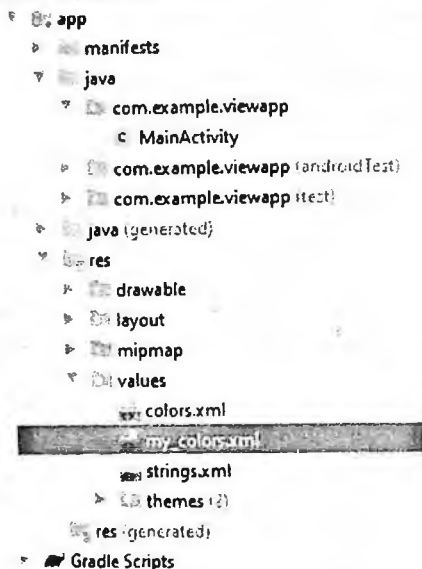 app
manifests
java
com.example.viewapp
C MainActivity
com.example.viewapp (androidTest)
com.example.viewapp (test)
java (generated)
res
drawable
layout
mipmap
values
colors.xml
my_colors.xml
strings.xml
themes (2)
res (generated)
Gradle Scripts